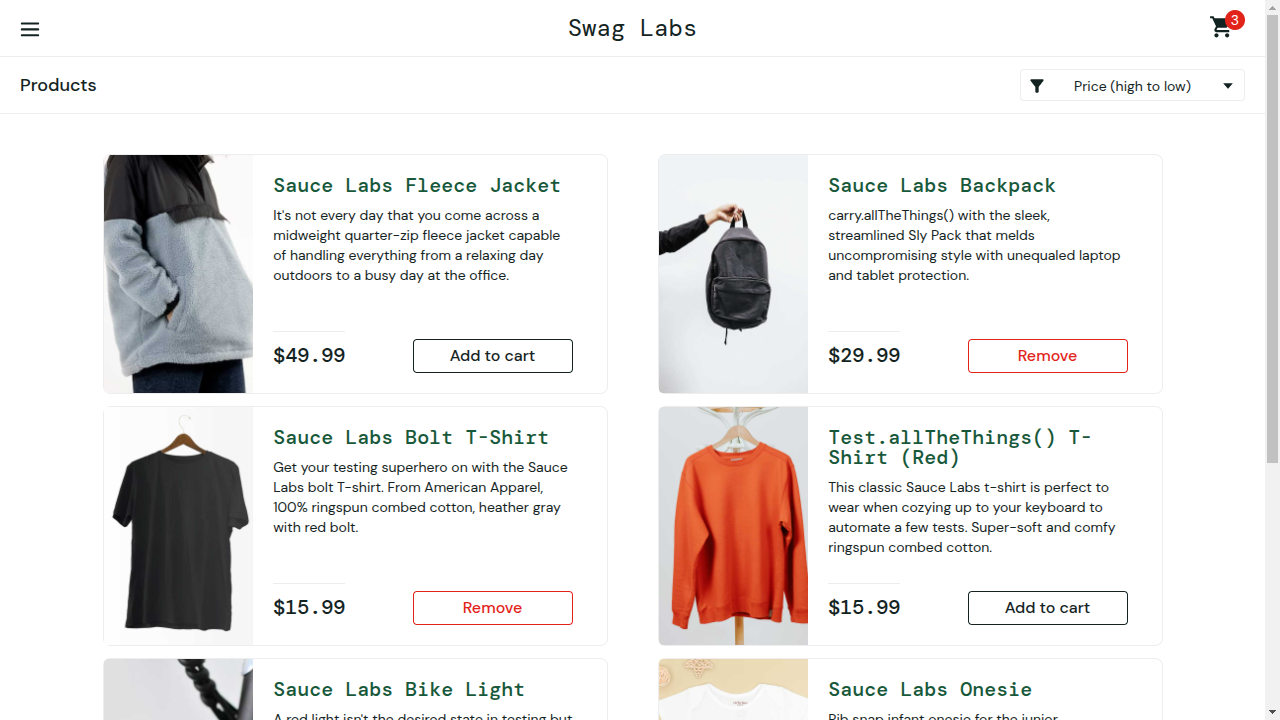 Swag Labs
3
Products
Price (high to low)
Sauce Labs Fleece Jacket
It's not every day that you come across a
midweight quarter-zip fleece jacket capable
of handling everything from a relaxing day
outdoors to a busy day at the office.
$49.99
Add to cart
Sauce Labs Backpack
carry.allTheThings() with the sleek,
streamlined Sly Pack that melds
uncompromising style with unequaled laptop
and tablet protection.
$29.99
Remove
Sauce Labs Bolt T-Shirt
Get your testing superhero on with the Sauce
Labs bolt T-shirt. From American Apparel,
100% ringspun combed cotton, heather gray
with red bolt.
$15.99
Remove
Test.allTheThings() T-
Shirt (Red)
This classic Sauce Labs t-shirt is perfect to
wear when cozying up to your keyboard to
automate a few tests. Super-soft and comfy
ringspun combed cotton.
$15.99
Add to cart
Sauce Labs Bike Light
A red light isn't the desired state in testing but
Sauce Labs Onesie
Rib snap infant onesie for the junior